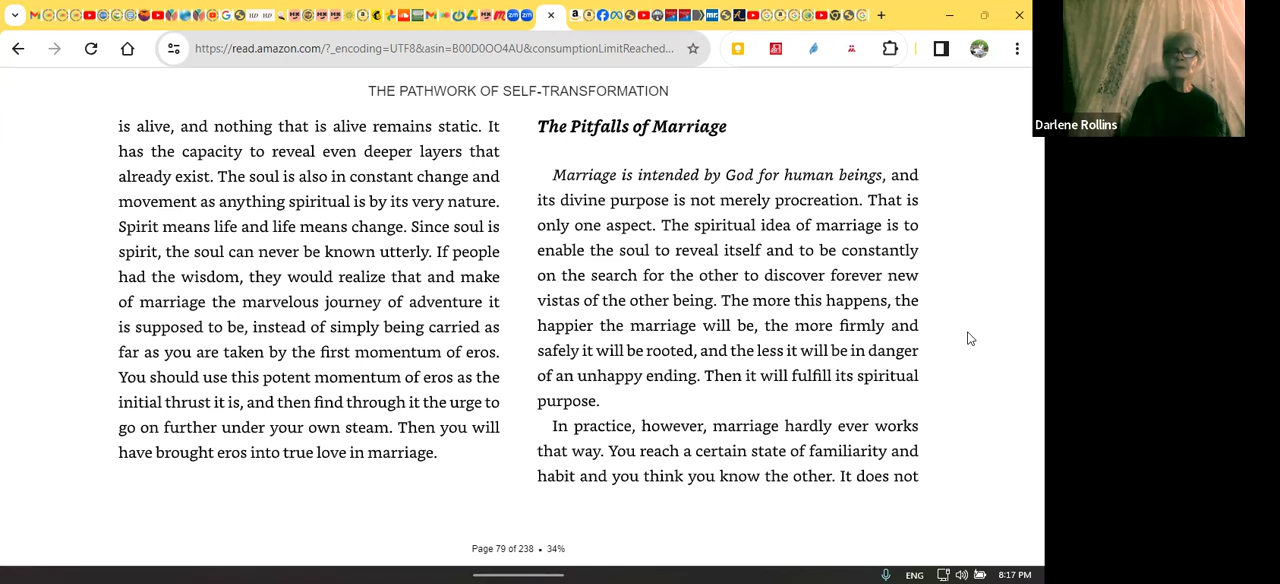 https://read.amazon.com/?_encoding=UTF8&asin=B00D0OO4AU&consumptionLimitReached...
THE PATHWORK OF SELF-TRANSFORMATION
is alive, and nothing that is alive remains static. It
has the capacity to reveal even deeper layers that
already exist. The soul is also in constant change and
movement as anything spiritual is by its very nature.
Spirit means life and life means change. Since soul is
spirit, the soul can never be known utterly. If people
had the wisdom, they would realize that and make
of marriage the marvelous journey of adventure it
is supposed to be, instead of simply being carried as
far as you are taken by the first momentum of eros.
You should use this potent momentum of eros as the
initial thrust it is, and then find through it the urge to
go on further under your own steam. Then you will
have brought eros into true love in marriage.
The Pitfalls of Marriage
Marriage is intended by God for human beings, and
its divine purpose is not merely procreation. That is
only one aspect. The spiritual idea of marriage is to
enable the soul to reveal itself and to be constantly
on the search for the other to discover forever new
vistas of the other being. The more this happens, the
happier the marriage will be, the more firmly and
safely it will be rooted, and the less it will be in danger
of an unhappy ending. Then it will fulfill its spiritual
purpose.
In practice, however, marriage hardly ever works
that way. You reach a certain state of familiarity and
habit and you think you know the other. It does not
Page 79 of 238 • 34%
Darlene Rollins
ENG
8:17 PM